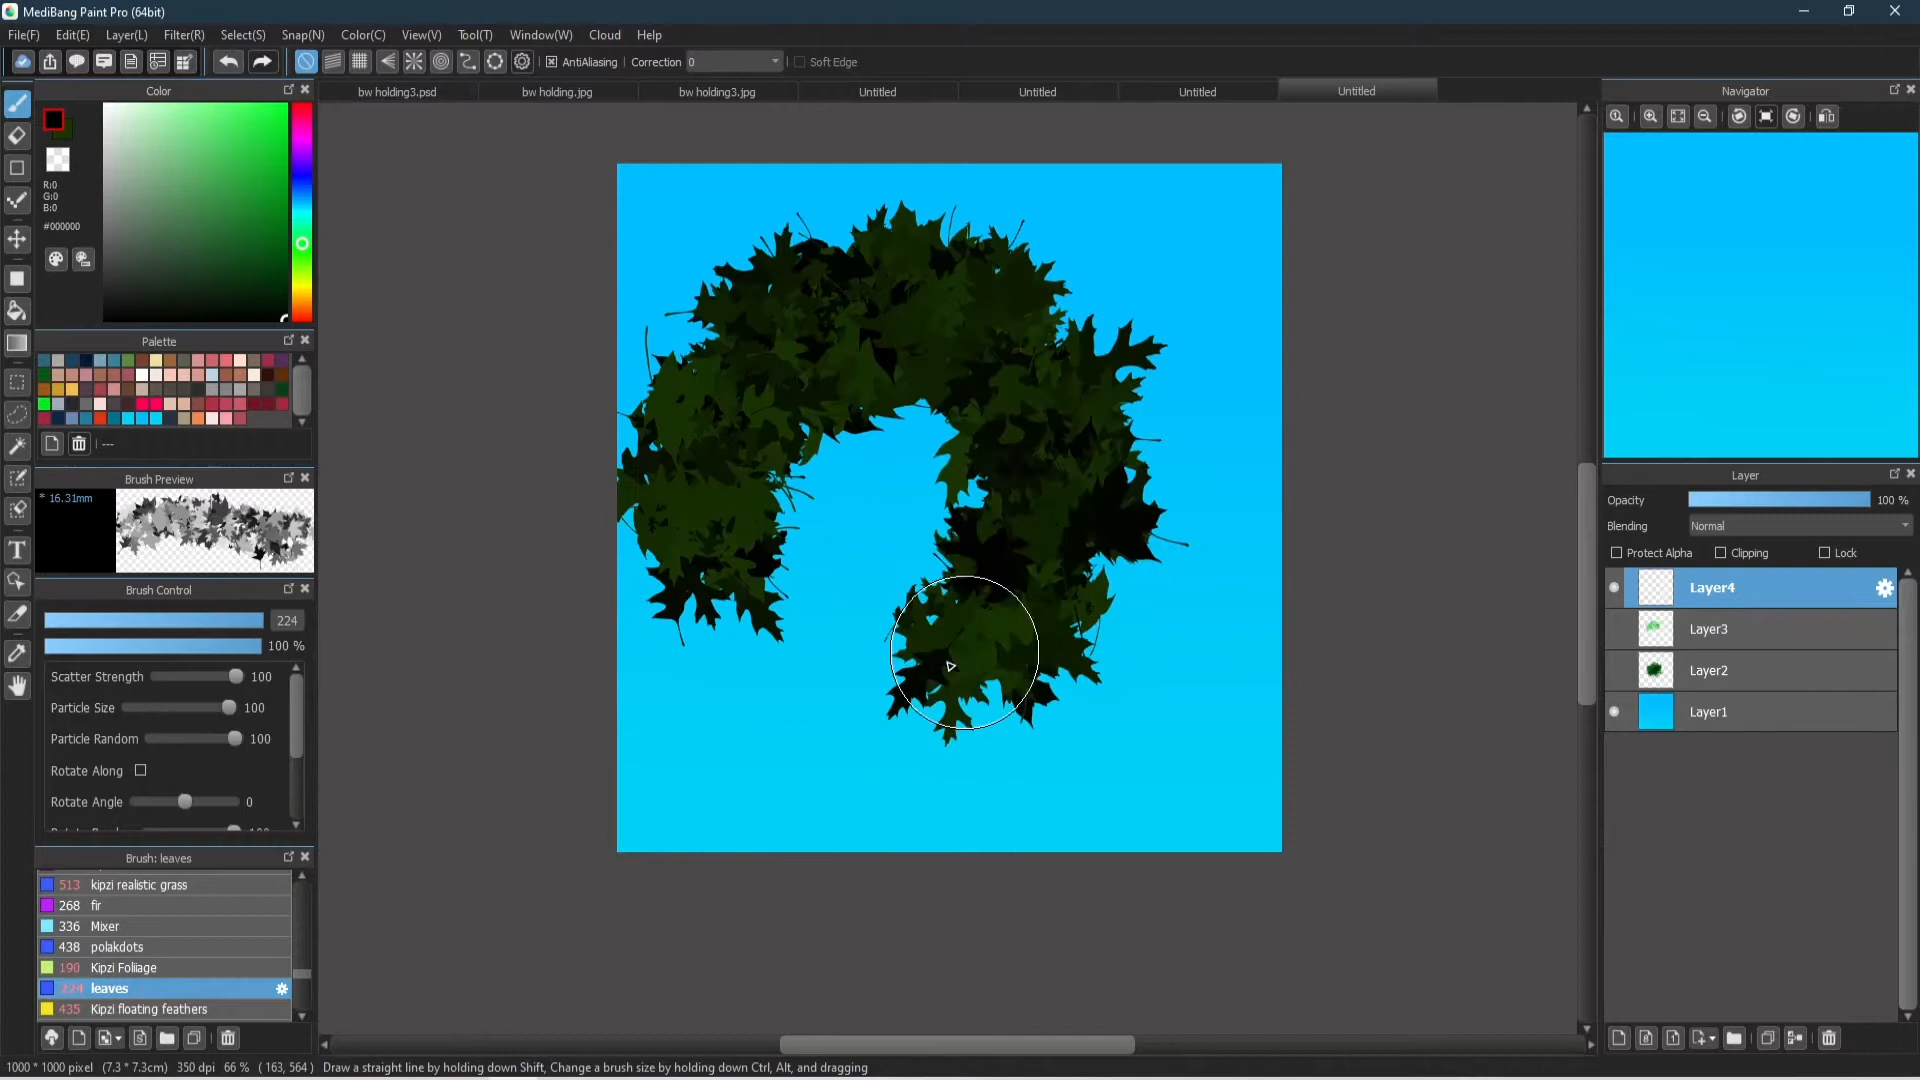 MediBang Paint Pro (64bit)
File(F) Edit(E) Layer(L) Filter(R) Select(S) Snap(N) Color(C) View(V) Tool(T) Window(W) Cloud Help
AntiAliasing Correction 0 Soft Edge
Color
bw holding3.psd bw holding.jpg bw holding3.jpg Untitled Untitled Untitled Untitled
Navigator
R:0
G:0
B:0
#000000
Palette
---
Brush Preview
* 16.31mm
Brush Control
224
100 %
Scatter Strength 100
Particle Size 100
Particle Random 100
Rotate Along
Rotate Angle 0
Brush: leaves
513 kipzi realistic grass
268 fir
336 Mixer
438 polakdots
190 Kipzi Foliiage
224 leaves
435 Kipzi floating feathers
Layer
Opacity 100 %
Blending Normal
Protect Alpha Clipping Lock
Layer4
Layer3
Layer2
Layer1
1000 * 1000 pixel (7.3 * 7.3cm) 350 dpi 66 % ( 163, 564 ) Draw a straight line by holding down Shift, Change a brush size by holding down Ctrl, Alt, and dragging